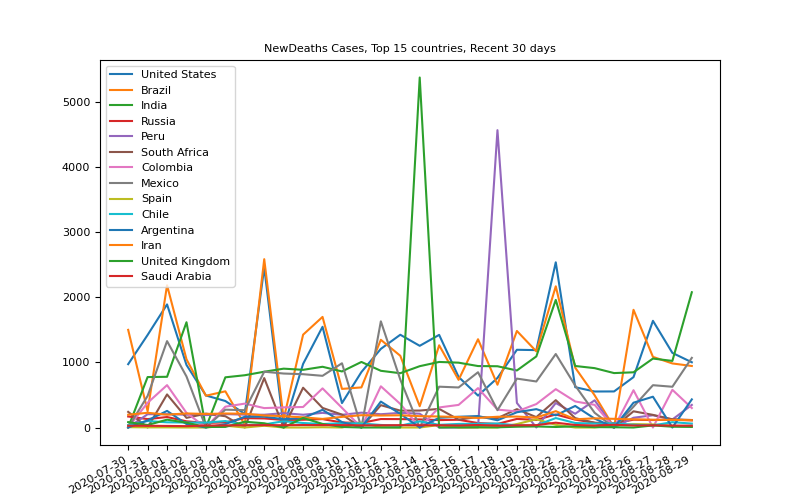 NewDeaths Cases, Top 15 countries, Recent 30 days
United States
Brazil
India
Russia
Peru
South Africa
Colombia
Mexico
Spain
Chile
Argentina
Iran
United Kingdom
Saudi Arabia
5000
4000
3000
2000
1000
0
2020-07-30
2020-07-31
2020-08-01
2020-08-02
2020-08-03
2020-08-04
2020-08-05
2020-08-06
2020-08-07
2020-08-08
2020-08-09
2020-08-10
2020-08-11
2020-08-12
2020-08-13
2020-08-14
2020-08-15
2020-08-16
2020-08-17
2020-08-18
2020-08-19
2020-08-20
2020-08-22
2020-08-23
2020-08-24
2020-08-25
2020-08-26
2020-08-27
2020-08-28
2020-08-29